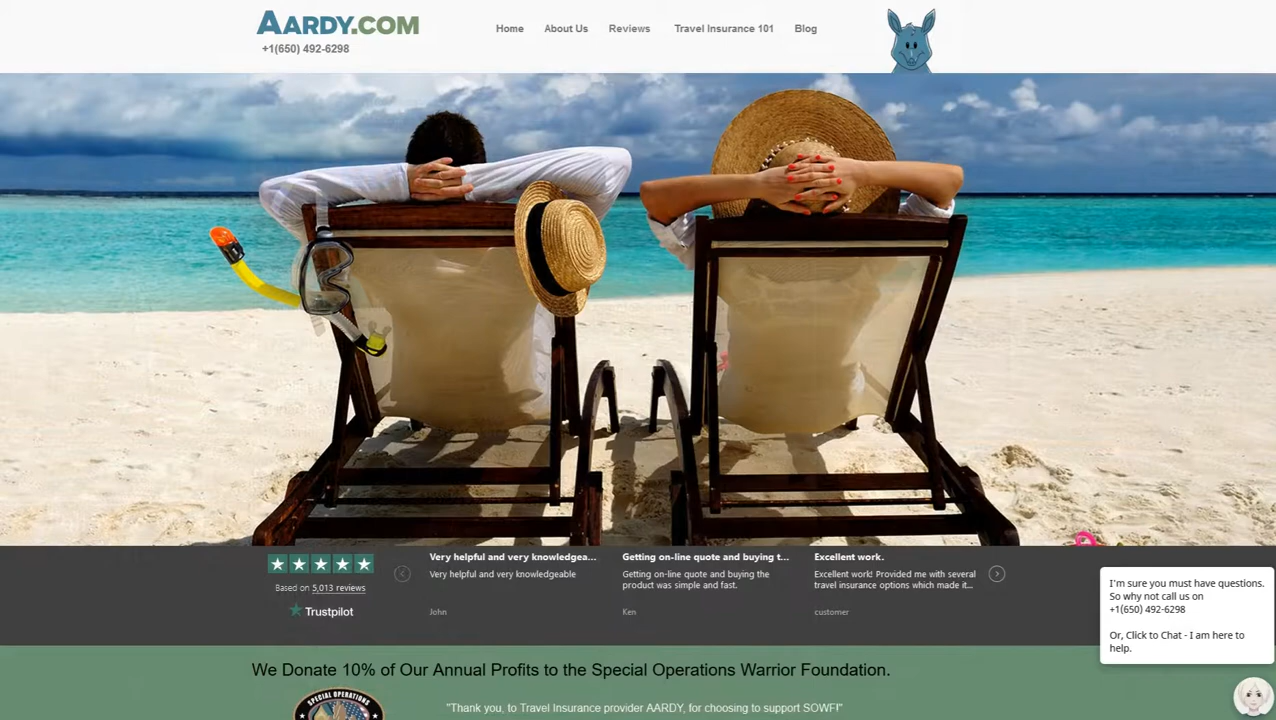 AARDY.COM
+1(650) 492-6298
Home About Us Reviews Travel Insurance 101 Blog
Based on 5,013 reviews
Trustpilot
Very helpful and very knowledgea...
Very helpful and very knowledgeable
John
Getting on-line quote and buying t...
Getting on-line quote and buying the
product was simple and fast.
Ken
Excellent work.
Excellent work! Provided me with several
travel insurance options which made it...
customer
I'm sure you must have questions.
So why not call us on
+1(650) 492-6298
Or, Click to Chat - I am here to
help.
We Donate 10% of Our Annual Profits to the Special Operations Warrior Foundation.
SPECIAL OPERATIONS
"Thank you, to Travel Insurance provider AARDY, for choosing to support SOWF!"